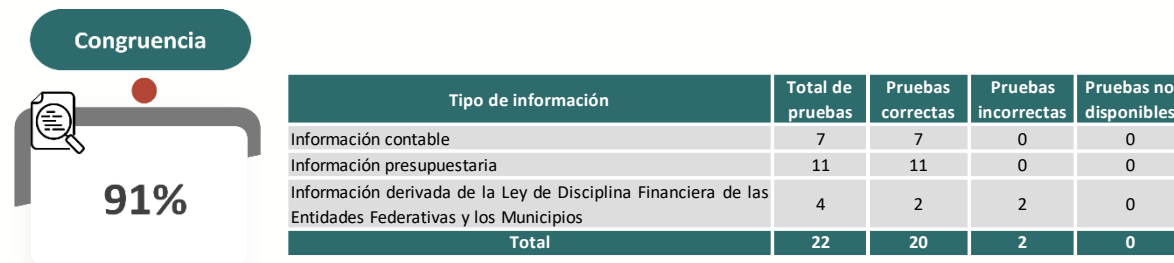 Congruencia
91%
Tipo de información Total de pruebas Pruebas correctas Pruebas incorrectas Pruebas no disponibles
Información contable 7 7 0 0
Información presupuestaria 11 11 0 0
Información derivada de la Ley de Disciplina Financiera de las
Entidades Federativas y los Municipios 4 2 2 0
Total 22 20 2 0